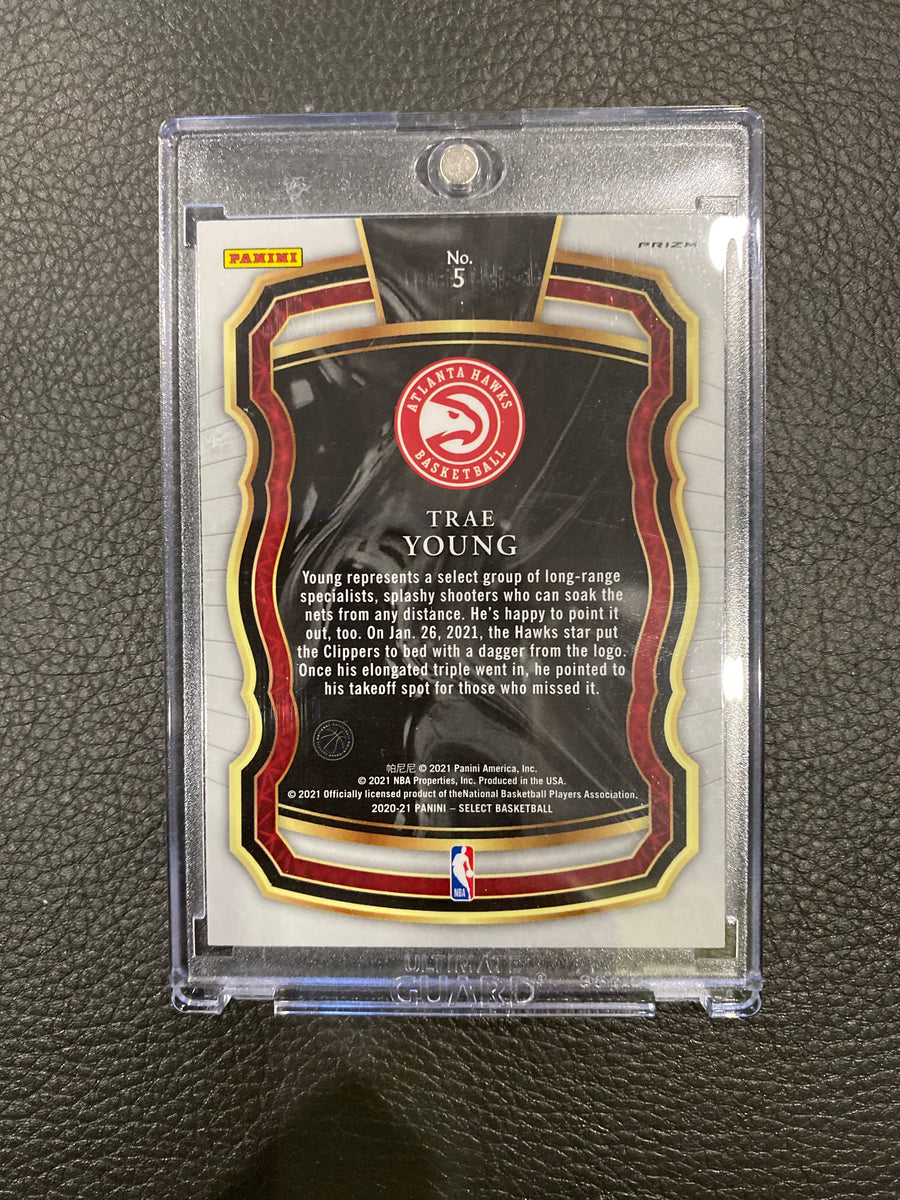 PANINI
No.
5
PRIZM
ATLANTA HAWKS
BASKETBALL
TRAE
YOUNG
Young represents a select group of long-range
specialists, splashy shooters who can soak the
nets from any distance. He's happy to point it
out, too. On Jan. 26, 2021, the Hawks star put
the Clippers to bed with a dagger from the logo.
Once his elongated triple went in, he pointed to
his takeoff spot for those who missed it.
帕尼尼 © 2021 Panini America, Inc.
© 2021 NBA Properties, Inc. Produced in the USA.
© 2021 Officially licensed product of theNational Basketball Players Association.
2020-21 PANINI – SELECT BASKETBALL
NBA
ULTIMATE
GUARD®